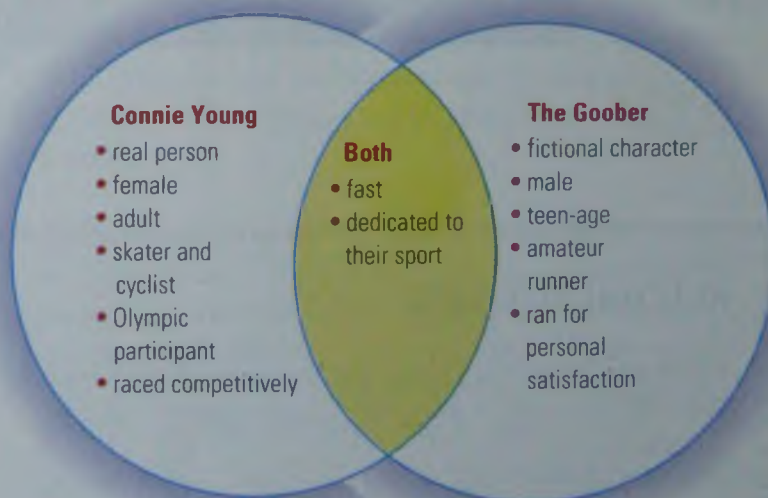 Connie Young
• real person
• female
• adult
• skater and
cyclist
• Olympic
participant
• raced competitively
Both
• fast
• dedicated to
their sport
The Goober
• fictional character
• male
• teen-age
• amateur
runner
• ran for
personal
satisfaction